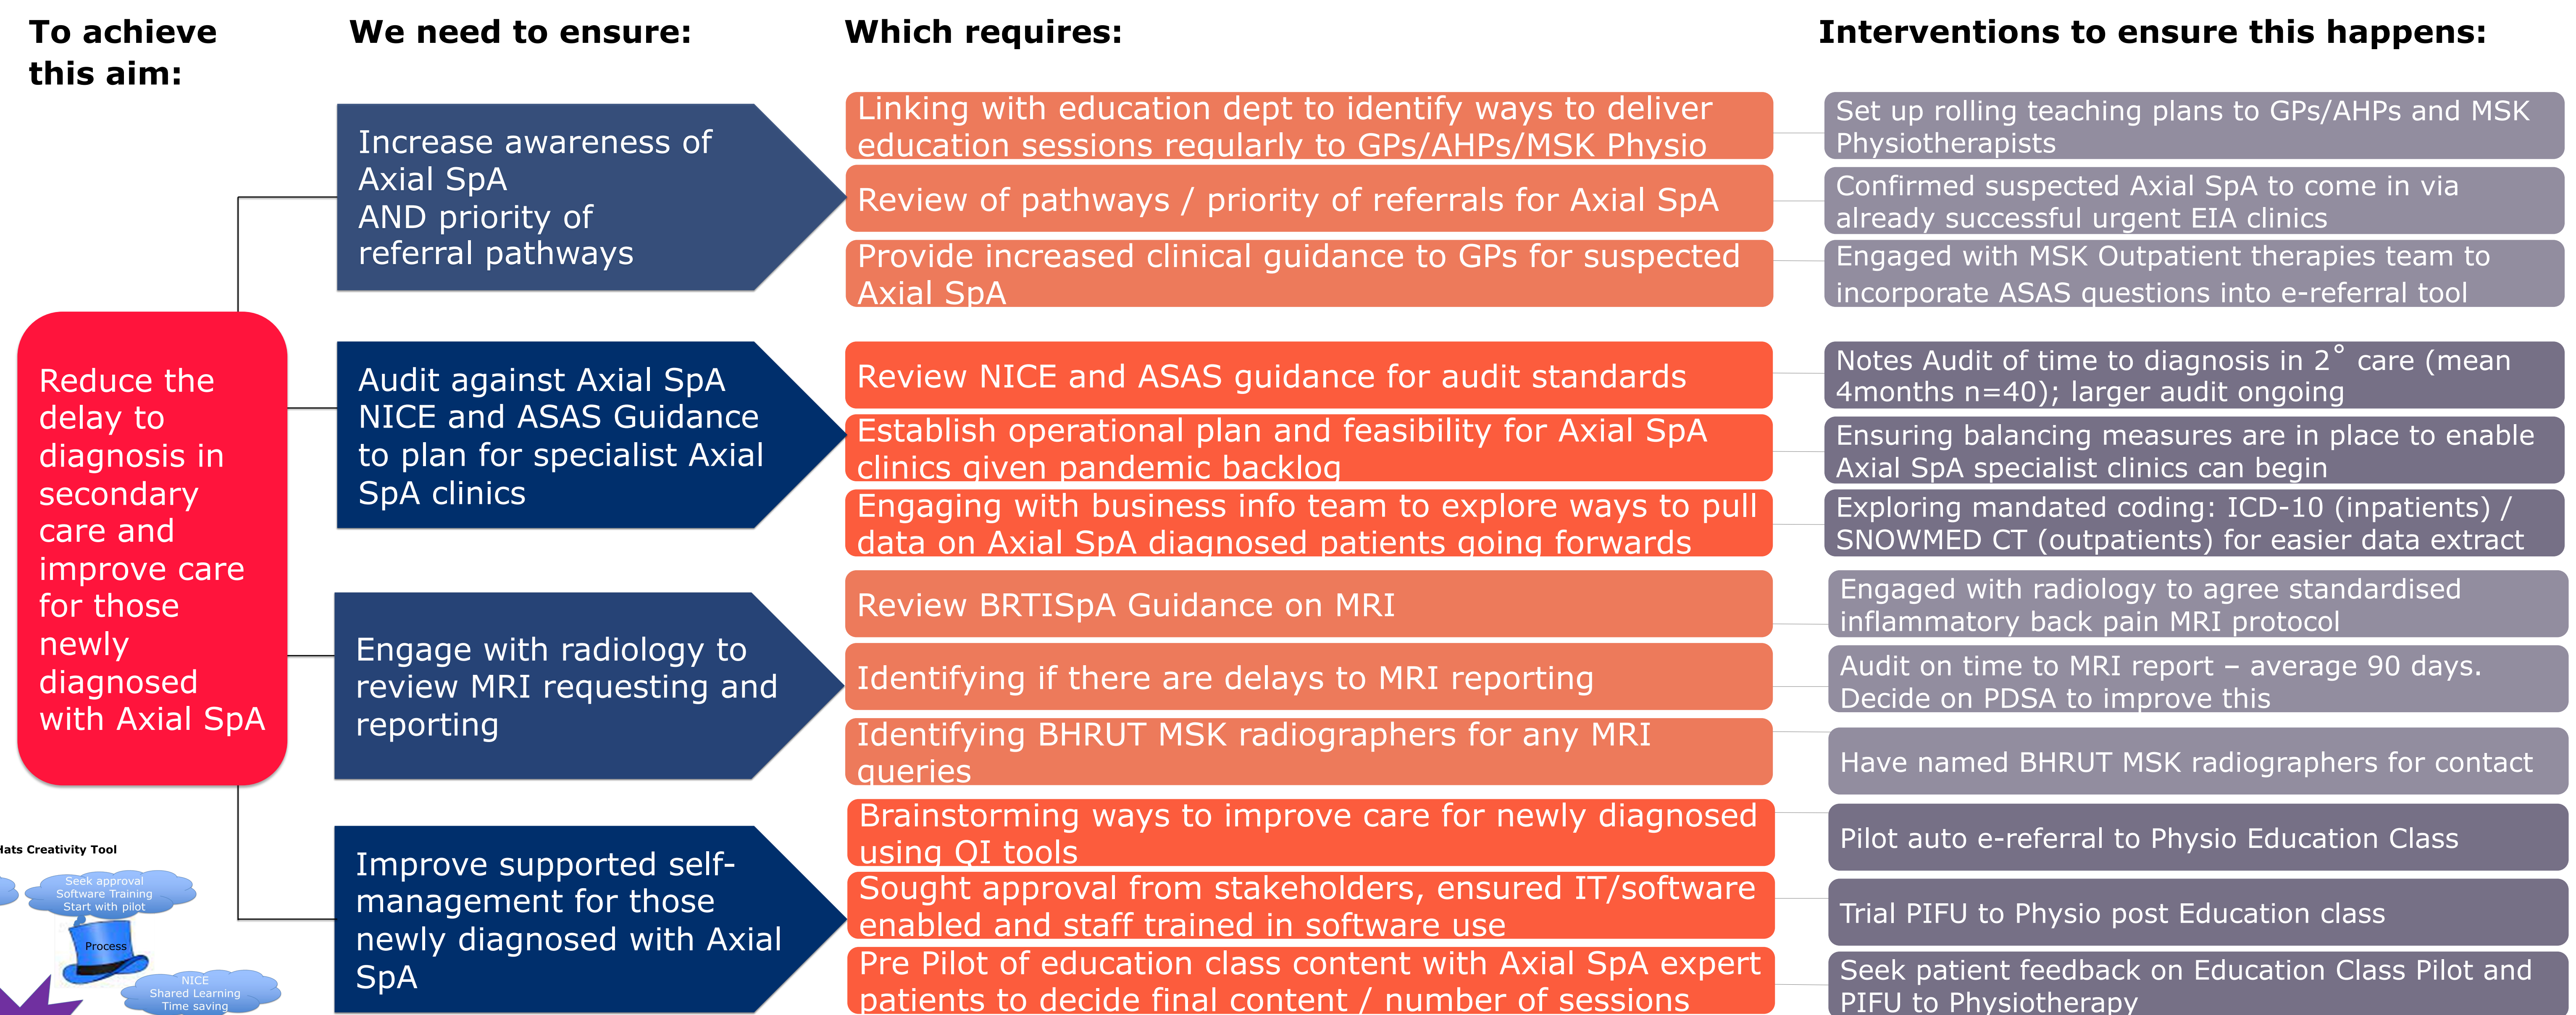 To achieve
this aim:
We need to ensure:
Which requires:
Interventions to ensure this happens:
Reduce the
delay to
diagnosis in
secondary
care and
improve care
for those
newly
diagnosed
with Axial SpA
Increase awareness of
Axial SpA
AND priority of
referral pathways
Linking with education dept to identify ways to deliver
education sessions regularly to GPs/AHPs/MSK Physio
Set up rolling teaching plans to GPs/AHPs and MSK
Physiotherapists
Review of pathways / priority of referrals for Axial SpA
Confirmed suspected Axial SpA to come in via
already successful urgent EIA clinics
Provide increased clinical guidance to GPs for suspected
Axial SpA
Engaged with MSK Outpatient therapies team to
incorporate ASAS questions into e-referral tool
Audit against Axial SpA
NICE and ASAS Guidance
to plan for specialist Axial
SpA clinics
Review NICE and ASAS guidance for audit standards
Notes Audit of time to diagnosis in 2° care (mean
4months n=40); larger audit ongoing
Establish operational plan and feasibility for Axial SpA
clinics given pandemic backlog
Ensuring balancing measures are in place to enable
Axial SpA specialist clinics can begin
Engaging with business info team to explore ways to pull
data on Axial SpA diagnosed patients going forwards
Exploring mandated coding: ICD-10 (inpatients) /
SNOWMED CT (outpatients) for easier data extract
Engage with radiology to
review MRI requesting and
reporting
Review BRTISpA Guidance on MRI
Engaged with radiology to agree standardised
inflammatory back pain MRI protocol
Identifying if there are delays to MRI reporting
Audit on time to MRI report – average 90 days.
Decide on PDSA to improve this
Identifying BHRUT MSK radiographers for any MRI
queries
Have named BHRUT MSK radiographers for contact
Improve supported self-
management for those
newly diagnosed with Axial
SpA
Brainstorming ways to improve care for newly diagnosed
using QI tools
Pilot auto e-referral to Physio Education Class
Sought approval from stakeholders, ensured IT/software
enabled and staff trained in software use
Trial PIFU to Physio post Education class
Pre Pilot of education class content with Axial SpA expert
patients to decide final content / number of sessions
Seek patient feedback on Education Class Pilot and
PIFU to Physiotherapy
Hats Creativity Tool
Seek approval
Software Training
Start with pilot
Process
NICE
Shared Learning
Time saving